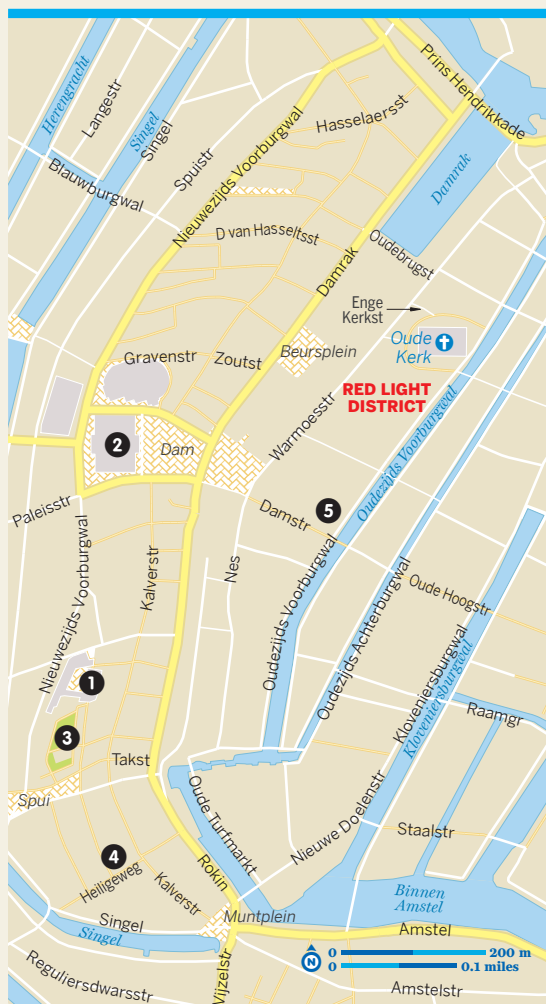 Prins Hendrikkade
Herengracht
Langestr
Singel
Singel
Hasselaersst
Spuistr
Blauwburgwal
Nieuwezijds Voorburgwal
Damrak
D van Hasseltsst
Oudebrugst
Damrak
Enge
Kerkst
Oude
Kerk
Beursplein
Gravenstr
Zoutst
RED LIGHT
DISTRICT
Warmoesstr
Oudezijds Voorburgwal
2
Dam
Paleisstr
5
Damstr
Nieuwezijds Voorburgwal
Kalverstr
Nes
Oudezijds Voorburgwal
Oudezijds Achterburgwal
Oude Hoogstr
Kloveniersburgwal
Kloveniersburgwal
1
Raamgr
3
Takst
Spui
Oude Turfmarkt
Nieuwe Doelenstr
Staalstr
4
Heiligeweg
Kalverstr
Rokin
Binnen
Amstel
Singel
Singel
Muntplein
Amstel
Reguliersdwarsstr
Vijzelstr
N
0 200 m
0 0.1 miles
Amstelstr